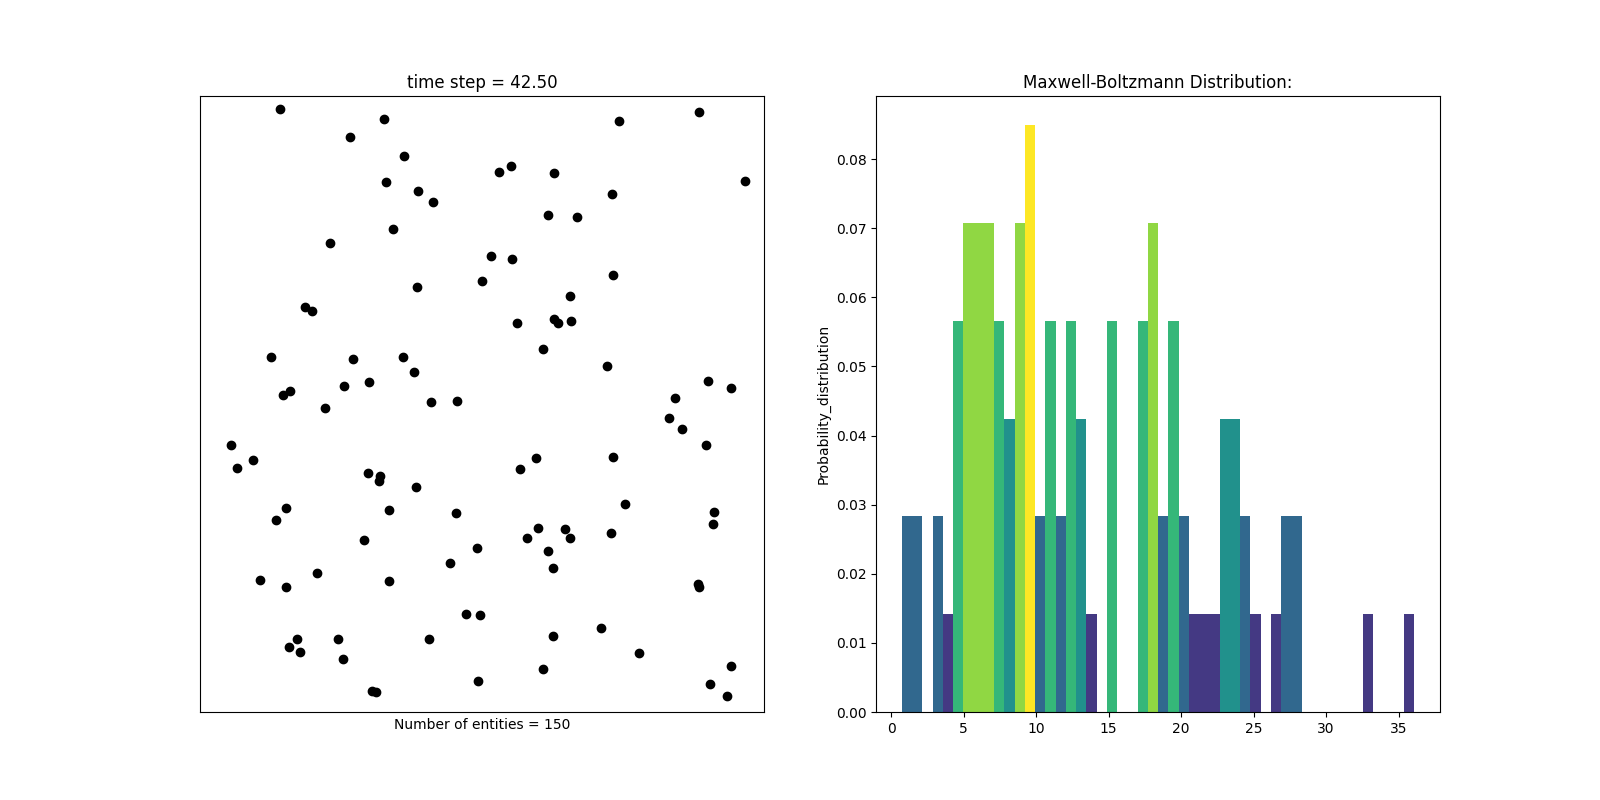 time step = 42.50
Number of entities = 150
Maxwell-Boltzmann Distribution:
Probability_distribution
0.08
0.07
0.06
0.05
0.04
0.03
0.02
0.01
0.00
0 5 10 15 20 25 30 35